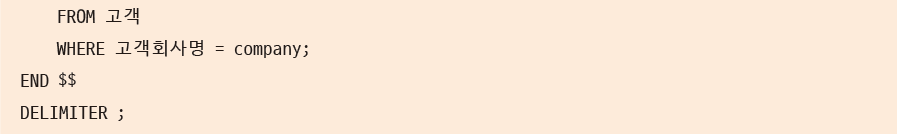 FROM 고객
WHERE 고객회사명 = company;
END $$
DELIMITER ;